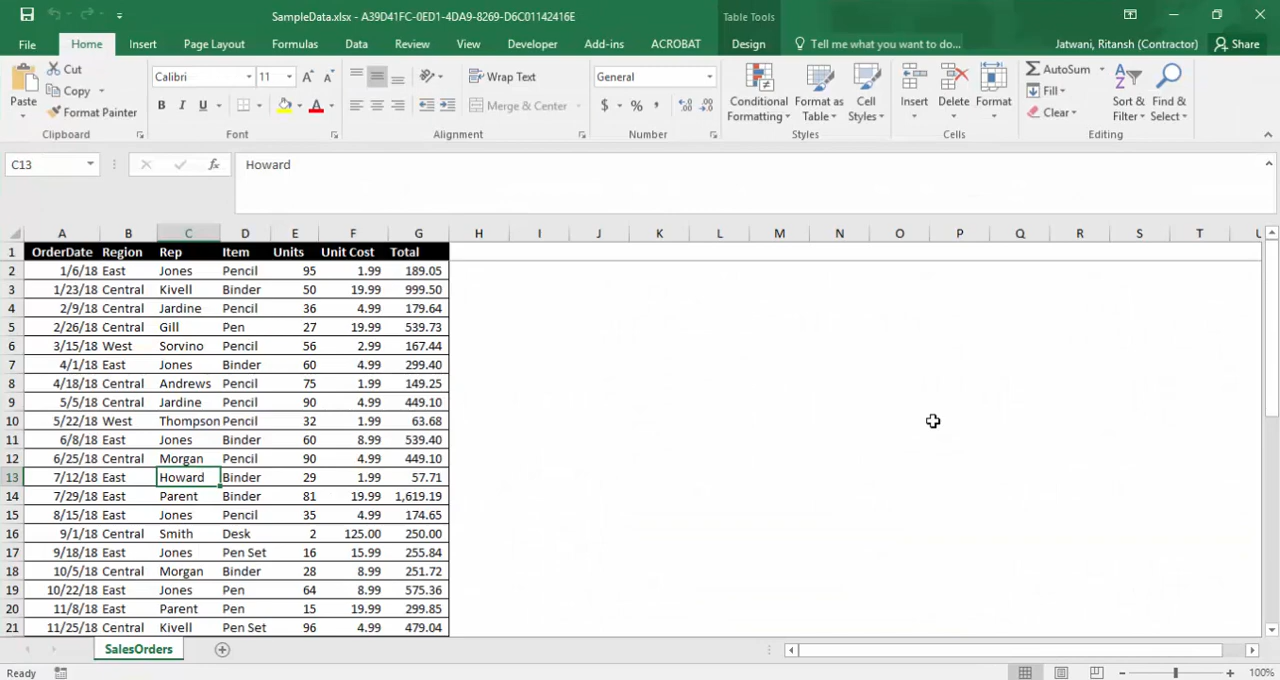 SampleData.xlsx - A39D41FC-0ED1-4DA9-8269-D6C01142416E Table Tools
File Home Insert Page Layout Formulas Data Review View Developer Add-ins ACROBAT Design Tell me what you want to do... Jatwani, Ritansh (Contractor) Share
Paste Cut Copy Format Painter Calibri 11 Wrap Text Merge & Center General Conditional Formatting Format as Table Cell Styles Insert Delete Format AutoSum Fill Clear Sort & Filter Find & Select
Clipboard Font Alignment Number Styles Cells Editing
C13 fx Howard
A B C D E F G H I J K L M N O P Q R S T U
1 OrderDate Region Rep Item Units Unit Cost Total
2 1/6/18 East Jones Pencil 95 1.99 189.05
3 1/23/18 Central Kivell Binder 50 19.99 999.50
4 2/9/18 Central Jardine Pencil 36 4.99 179.64
5 2/26/18 Central Gill Pen 27 19.99 539.73
6 3/15/18 West Sorvino Pencil 56 2.99 167.44
7 4/1/18 East Jones Binder 60 4.99 299.40
8 4/18/18 Central Andrews Pencil 75 1.99 149.25
9 5/5/18 Central Jardine Pencil 90 4.99 449.10
10 5/22/18 West Thompson Pencil 32 1.99 63.68
11 6/8/18 East Jones Binder 60 8.99 539.40
12 6/25/18 Central Morgan Pencil 90 4.99 449.10
13 7/12/18 East Howard Binder 29 1.99 57.71
14 7/29/18 East Parent Binder 81 19.99 1,619.19
15 8/15/18 East Jones Pencil 35 4.99 174.65
16 9/1/18 Central Smith Desk 2 125.00 250.00
17 9/18/18 East Jones Pen Set 16 15.99 255.84
18 10/5/18 Central Morgan Binder 28 8.99 251.72
19 10/22/18 East Jones Pen 64 8.99 575.36
20 11/8/18 East Parent Pen 15 19.99 299.85
21 11/25/18 Central Kivell Pen Set 96 4.99 479.04
SalesOrders
Ready 100%